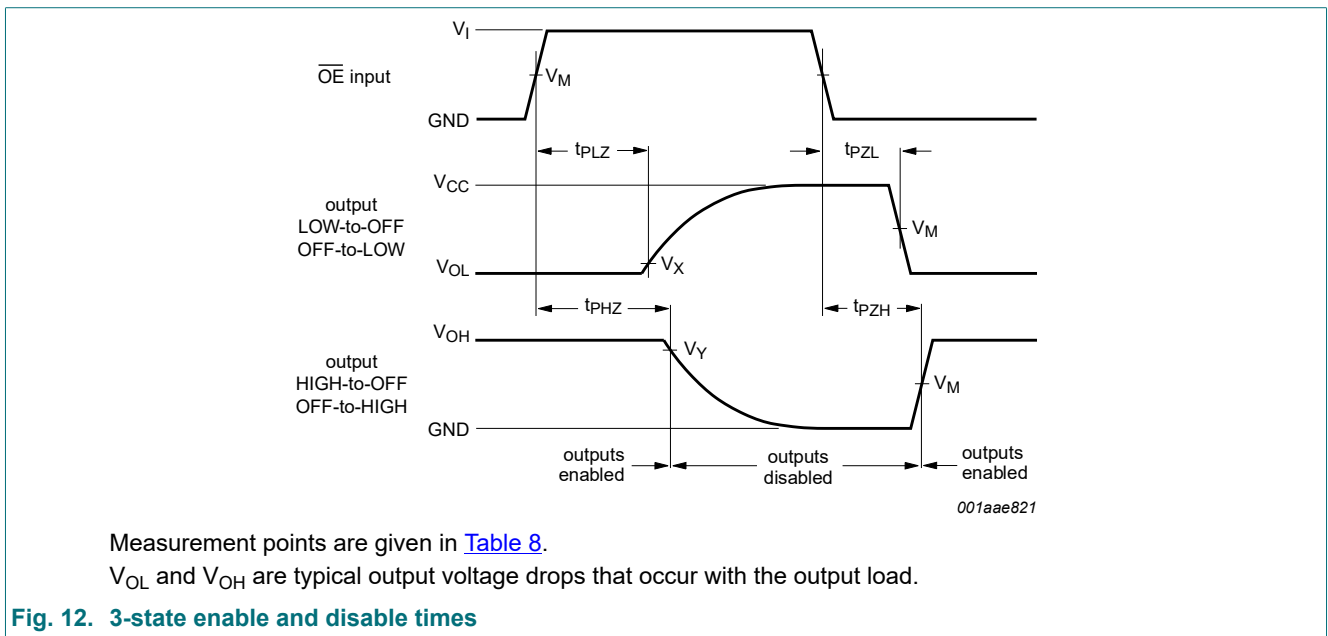 VI
OE input
VM
GND
tPLZ
tPZL
VCC
output
LOW-to-OFF
OFF-to-LOW
VM
VOL
VX
tPHZ
tPZH
VOH
VY
output
HIGH-to-OFF
OFF-to-HIGH
VM
GND
outputs
enabled
outputs
disabled
outputs
enabled
001aae821
Measurement points are given in Table 8.
VOL and VOH are typical output voltage drops that occur with the output load.
Fig. 12. 3-state enable and disable times